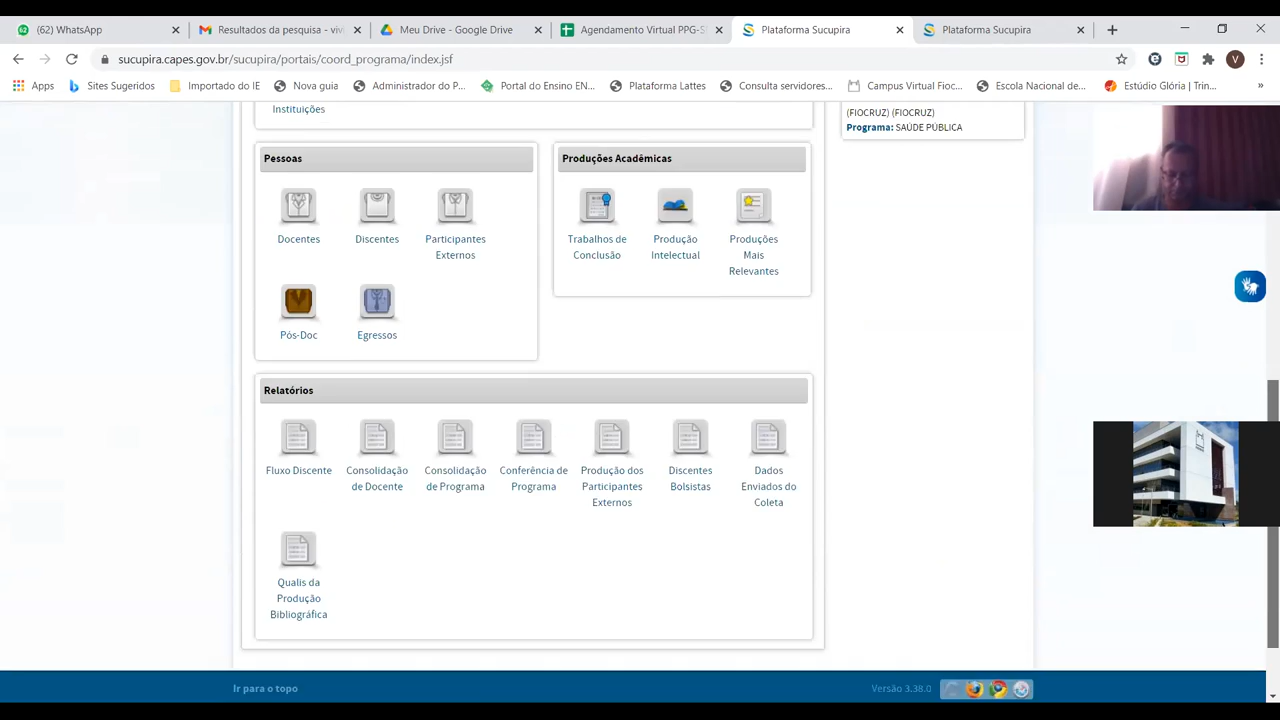 (62) WhatsApp
Resultados da pesquisa - vivi
Meu Drive - Google Drive
Agendamento Virtual PPG-S
Plataforma Sucupira
Plataforma Sucupira
sucupira.capes.gov.br/sucupira/portais/coord_programa/index.jsf
V
Apps
Sites Sugeridos
Importado do IE
Nova guia
Administrador do P...
Portal do Ensino EN...
Plataforma Lattes
Consulta servidores...
Campus Virtual Fioc...
Escola Nacional de...
Estúdio Glória | Trin...
»
Instituições
(FIOCRUZ) (FIOCRUZ)
Programa: SAÚDE PÚBLICA
Pessoas
Docentes
Discentes
Participantes
Externos
Pós-Doc
Egressos
Produções Acadêmicas
Trabalhos de
Conclusão
Produção
Intelectual
Produções
Mais
Relevantes
Relatórios
Fluxo Discente
Consolidação
de Docente
Consolidação
de Programa
Conferência de
Programa
Produção dos
Participantes
Externos
Discentes
Bolsistas
Dados
Enviados do
Coleta
Qualis da
Produção
Bibliográfica
Ir para o topo
Versão 3.38.0